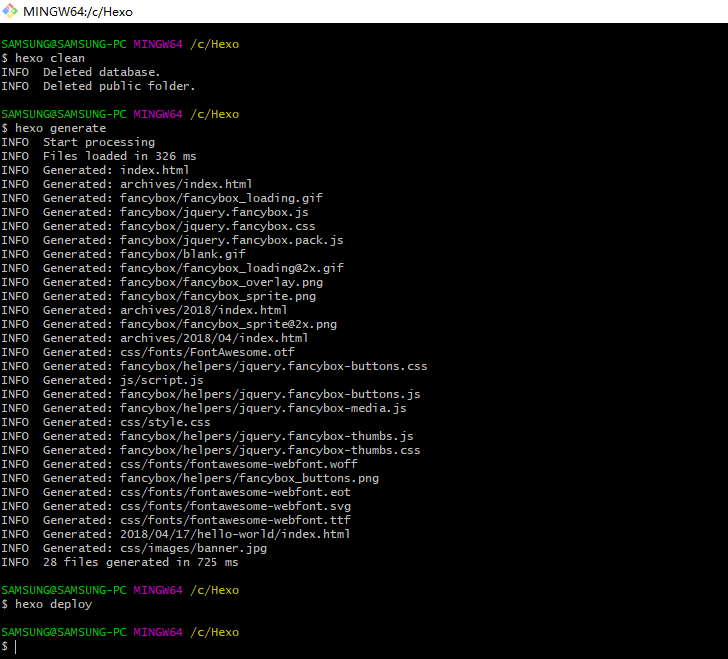 MINGW64:/c/Hexo
SAMSUNG@SAMSUNG-PC MINGW64 /c/Hexo
$ hexo clean
INFO  Deleted database.
INFO  Deleted public folder.
SAMSUNG@SAMSUNG-PC MINGW64 /c/Hexo
$ hexo generate
INFO  Start processing
INFO  Files loaded in 326 ms
INFO  Generated: index.html
INFO  Generated: archives/index.html
INFO  Generated: fancybox/fancybox_loading.gif
INFO  Generated: fancybox/jquery.fancybox.js
INFO  Generated: fancybox/jquery.fancybox.css
INFO  Generated: fancybox/jquery.fancybox.pack.js
INFO  Generated: fancybox/blank.gif
INFO  Generated: fancybox/fancybox_loading@2x.gif
INFO  Generated: fancybox/fancybox_overlay.png
INFO  Generated: fancybox/fancybox_sprite.png
INFO  Generated: archives/2018/index.html
INFO  Generated: fancybox/fancybox_sprite@2x.png
INFO  Generated: archives/2018/04/index.html
INFO  Generated: css/fonts/FontAwesome.otf
INFO  Generated: fancybox/helpers/jquery.fancybox-buttons.css
INFO  Generated: js/script.js
INFO  Generated: fancybox/helpers/jquery.fancybox-buttons.js
INFO  Generated: fancybox/helpers/jquery.fancybox-media.js
INFO  Generated: css/style.css
INFO  Generated: fancybox/helpers/jquery.fancybox-thumbs.js
INFO  Generated: fancybox/helpers/jquery.fancybox-thumbs.css
INFO  Generated: css/fonts/fontawesome-webfont.woff
INFO  Generated: fancybox/helpers/fancybox_buttons.png
INFO  Generated: css/fonts/fontawesome-webfont.eot
INFO  Generated: css/fonts/fontawesome-webfont.svg
INFO  Generated: css/fonts/fontawesome-webfont.ttf
INFO  Generated: 2018/04/17/hello-world/index.html
INFO  Generated: css/images/banner.jpg
INFO  28 files generated in 725 ms
SAMSUNG@SAMSUNG-PC MINGW64 /c/Hexo
$ hexo deploy
SAMSUNG@SAMSUNG-PC MINGW64 /c/Hexo
$